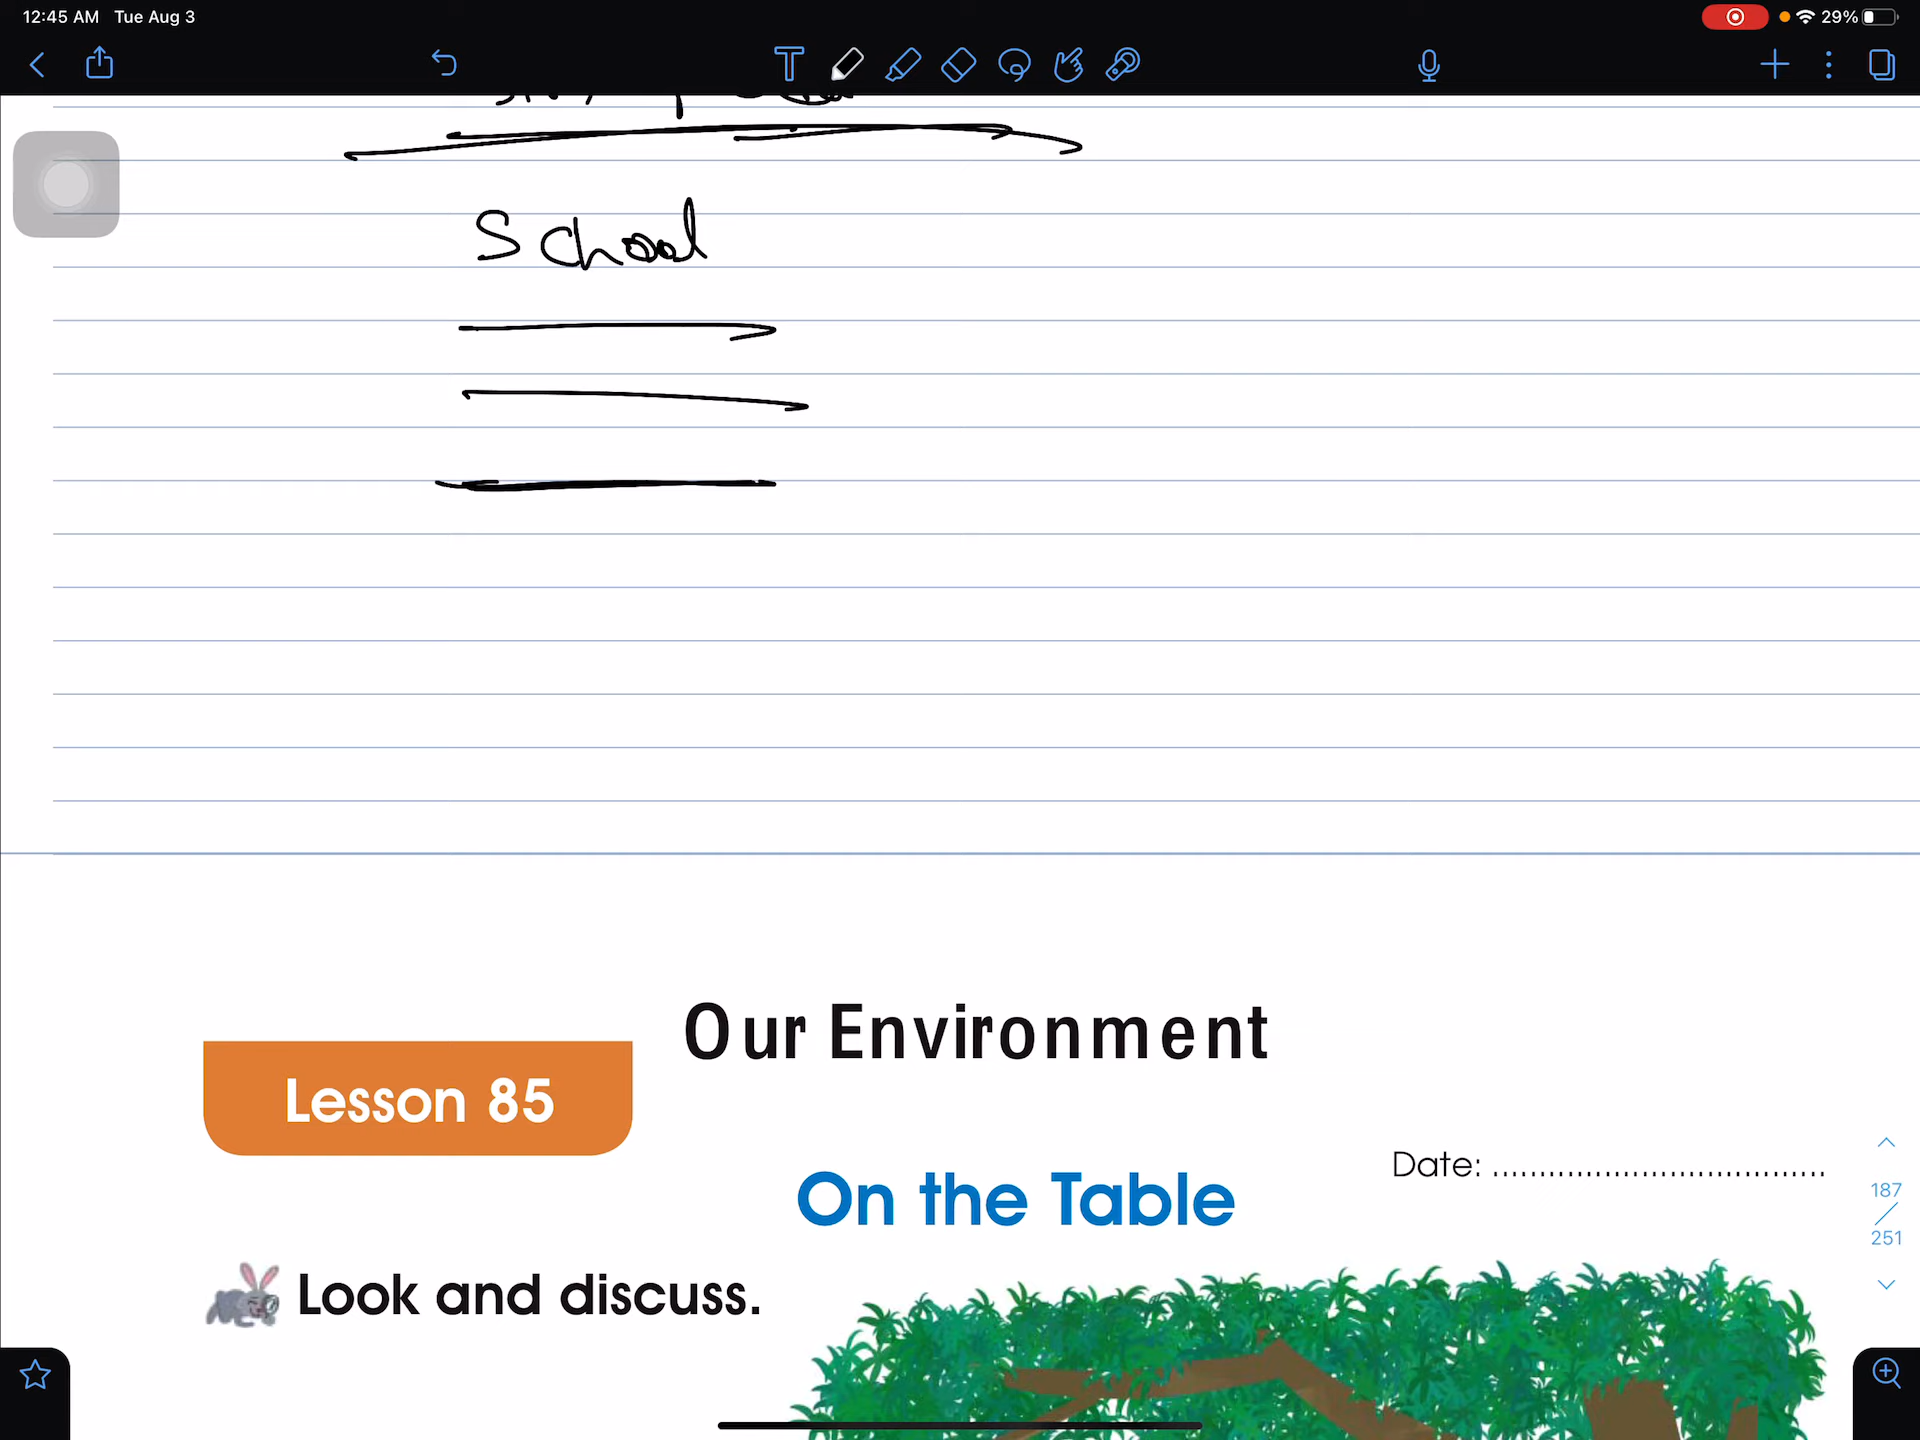 12:45 AM Tue Aug 3
29%
School
Our Environment
Lesson 85
Date: ....................................
On the Table
187
251
Look and discuss.